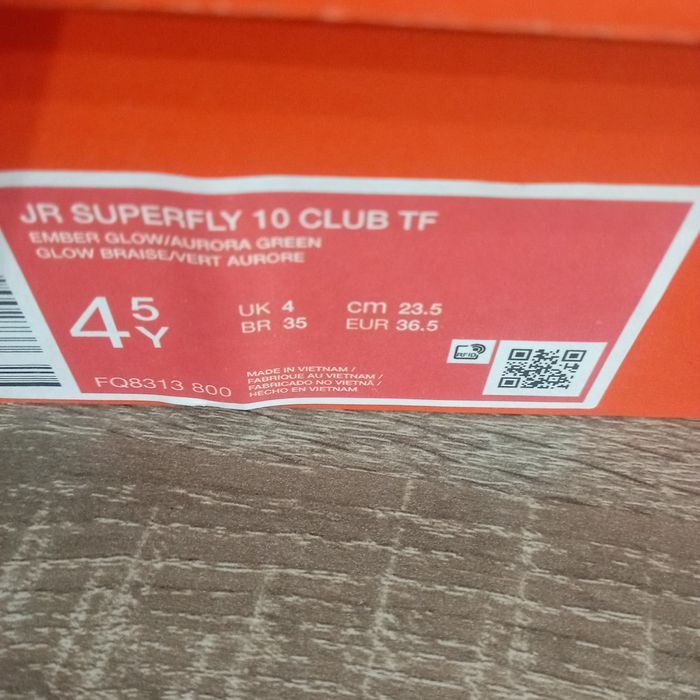 JR SUPERFLY 10 CLUB TF
EMBER GLOW/AURORA GREEN
GLOW BRAISE/VERT AURORE
4.5Y
UK 4 cm 23.5
BR 35 EUR 36.5
RFID
FQ8313 800
MADE IN VIETNAM /
FABRIQUE AU VIETNAM /
FABRICADO NO VIETNÃ /
HECHO EN VIETNAM